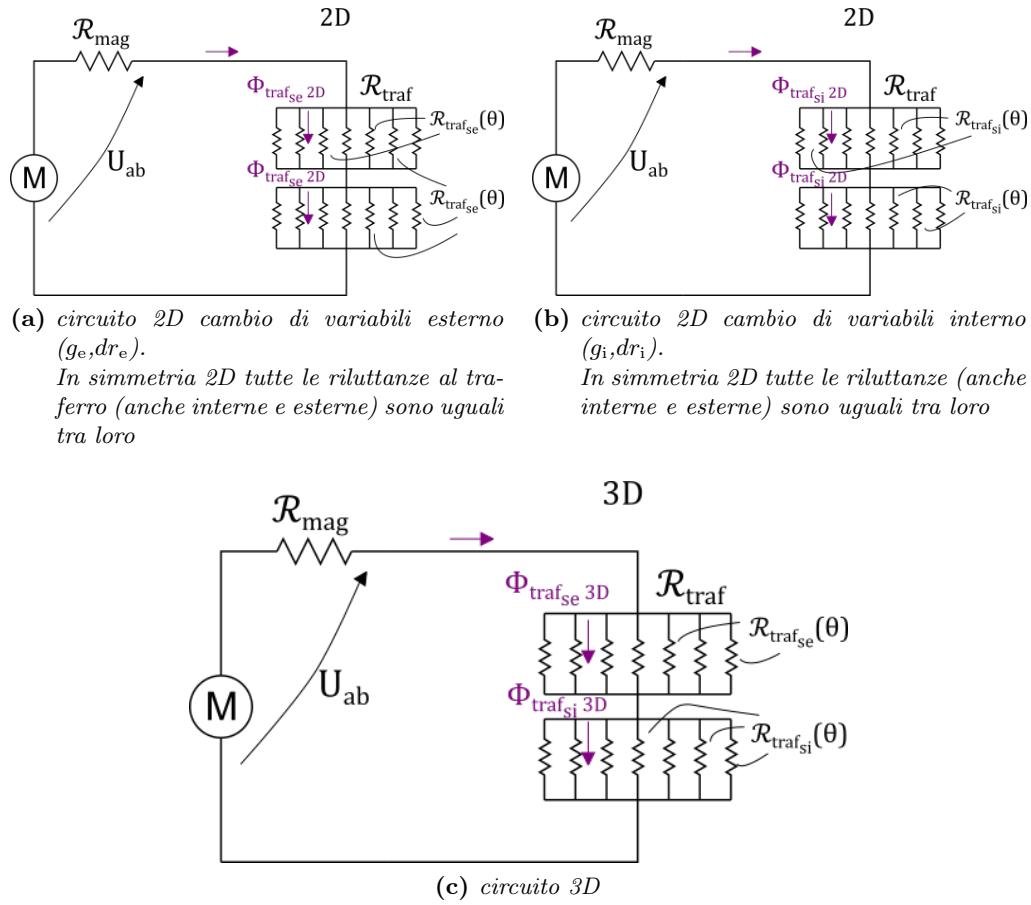 2D
ℛmag
Φtrafse 2D
ℛtraf
ℛtrafse(θ)
Uab
M
Φtrafse 2D
ℛtrafse(θ)
(a) circuito 2D cambio di variabili esterno
(ge,dre).
In simmetria 2D tutte le riluttanze al tra-
ferro (anche interne e esterne) sono uguali
tra loro
2D
ℛmag
Φtrafsi 2D
ℛtraf
ℛtrafsi(θ)
Uab
M
Φtrafsi 2D
ℛtrafsi(θ)
(b) circuito 2D cambio di variabili interno
(gi,dri).
In simmetria 2D tutte le riluttanze (anche
interne e esterne) sono uguali tra loro
3D
ℛmag
Φtrafse 3D
ℛtraf
ℛtrafse(θ)
Uab
M
Φtrafsi 3D
ℛtrafsi(θ)
(c) circuito 3D